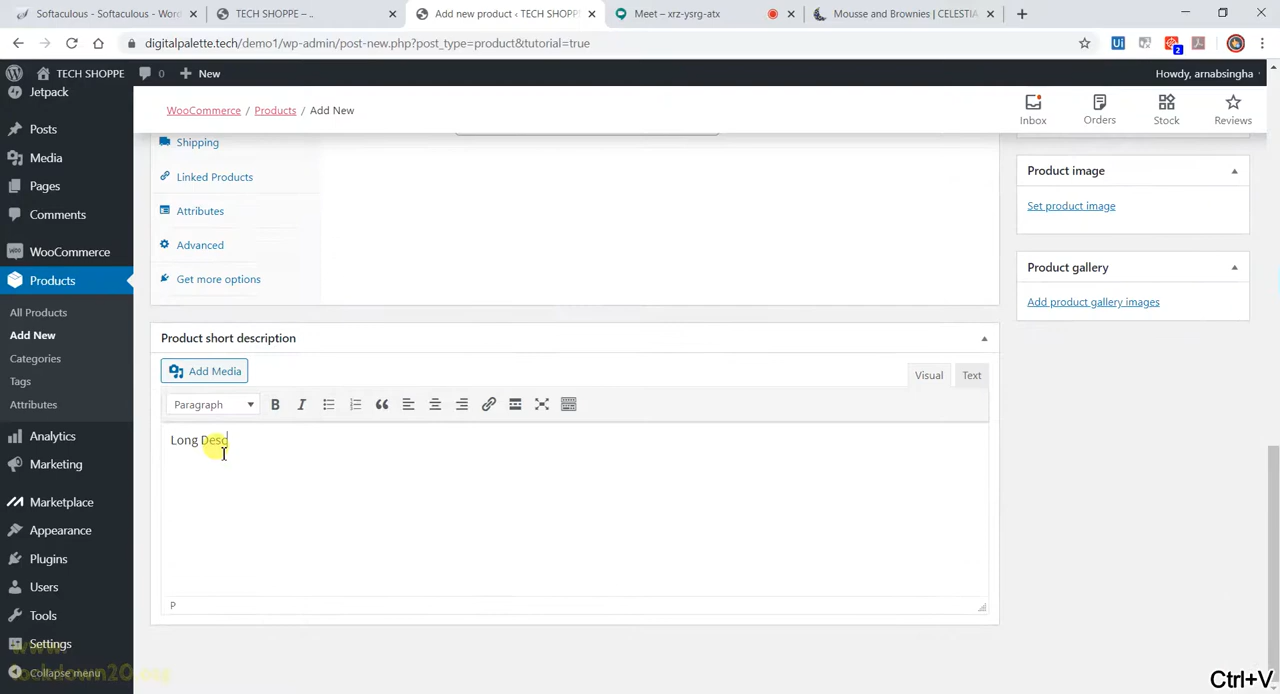 Softaculous - Softaculous - Word
TECH SHOPPE – ..
Add new product ‹ TECH SHOPPE
Meet – xrz-ysrg-atx
Mousse and Brownies | CELESTIA
digitalpalette.tech/demo1/wp-admin/post-new.php?post_type=product&tutorial=true
2
TECH SHOPPE
0
New
Howdy, arnabsingha
Jetpack
Posts
Media
Pages
Comments
WooCommerce
Products
All Products
Add New
Categories
Tags
Attributes
Analytics
Marketing
Marketplace
Appearance
Plugins
Users
Tools
Settings
Collapse menu
WooCommerce / Products / Add New
Inbox
Orders
Stock
Reviews
Shipping
Linked Products
Attributes
Advanced
Get more options
Product short description
Add Media
Visual
Text
Paragraph
Long Desc
P
Product image
Set product image
Product gallery
Add product gallery images
Ctrl+V